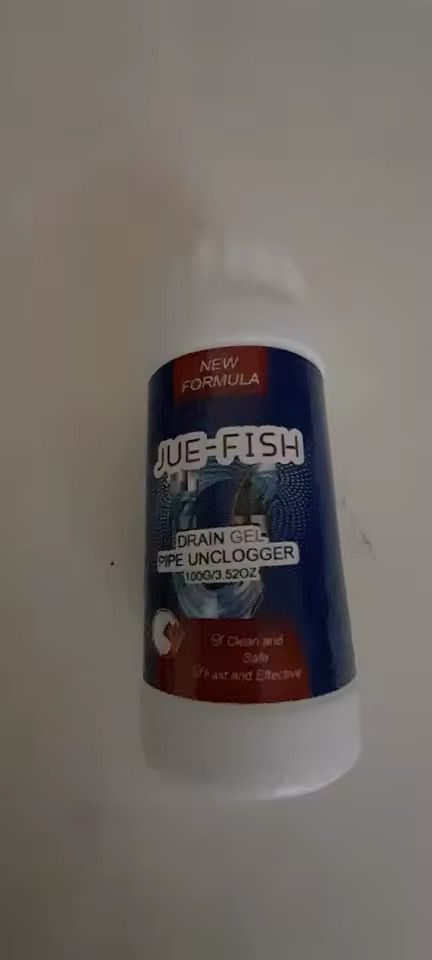 NEW
FORMULA
JUE-FISH
DRAIN GEL
PIPE UNCLOGGER
100G/3.52OZ
Clean and
Safe
Fast and Effective